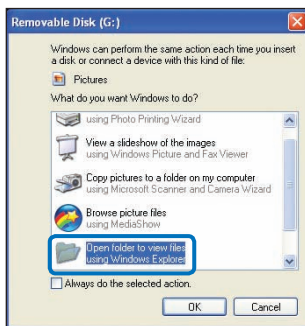 Removable Disk (G:)
Windows can perform the same action each time you insert
a disk or connect a device with this kind of file:
Pictures
What do you want Windows to do?
using Photo Printing Wizard
View a slideshow of the images
using Windows Picture and Fax Viewer
Copy pictures to a folder on my computer
using Microsoft Scanner and Camera Wizard
Browse picture files
using MediaShow
Open folder to view files
using Windows Explorer
Always do the selected action.
OK
Cancel